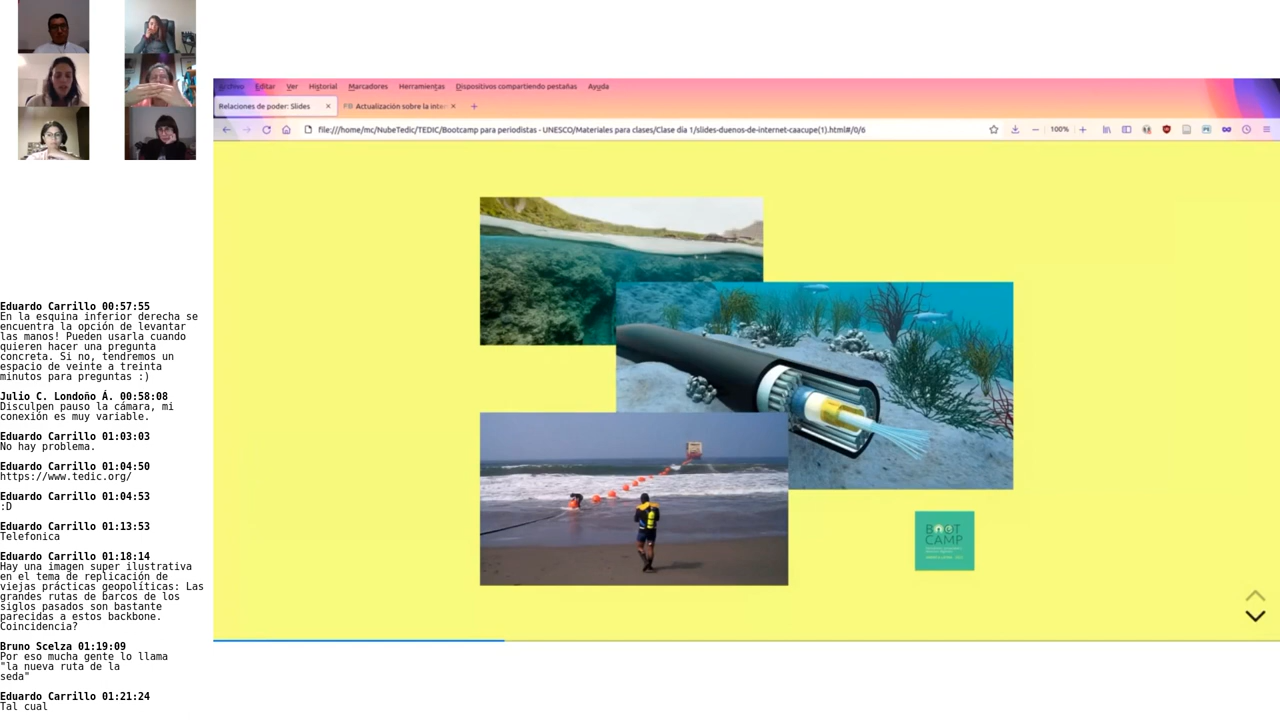 Archivo Editar Ver Historial Marcadores Herramientas Dispositivos compartiendo pestañas Ayuda
Relaciones de poder: Slides
FB Actualización sobre la inter
file:///home/mc/NubeTedic/TEDIC/Bootcamp para periodistas - UNESCO/Materiales para clases/Clase día 1/slides-duenos-de-internet-caacupe(1).html#/0/6
100%
BOOT
CAMP
Eduardo Carrillo 00:57:55
En la esquina inferior derecha se
encuentra la opción de levantar
las manos! Pueden usarla cuando
quieren hacer una pregunta
concreta. Si no, tendremos un
espacio de veinte a treinta
minutos para preguntas :)
Julio C. Londoño Á. 00:58:08
Disculpen pauso la cámara, mi
conexión es muy variable.
Eduardo Carrillo 01:03:03
No hay problema.
Eduardo Carrillo 01:04:50
https://www.tedic.org/
Eduardo Carrillo 01:04:53
:D
Eduardo Carrillo 01:13:53
Telefonica
Eduardo Carrillo 01:18:14
Hay una imagen super ilustrativa
en el tema de replicación de
viejas prácticas geopolíticas: Las
grandes rutas de barcos de los
siglos pasados son bastante
parecidas a estos backbone.
Coincidencia?
Bruno Scelza 01:19:09
Por eso mucha gente lo llama
"la nueva ruta de la
seda"
Eduardo Carrillo 01:21:24
Tal cual